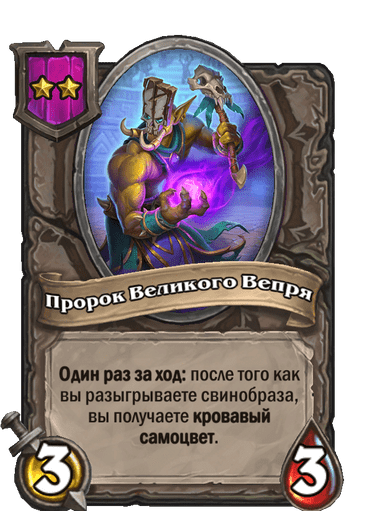 Пророк Великого Вепря
Один раз за ход: после того как
вы разыгрываете свинобраза,
вы получаете кровавый
самоцвет.
3
3